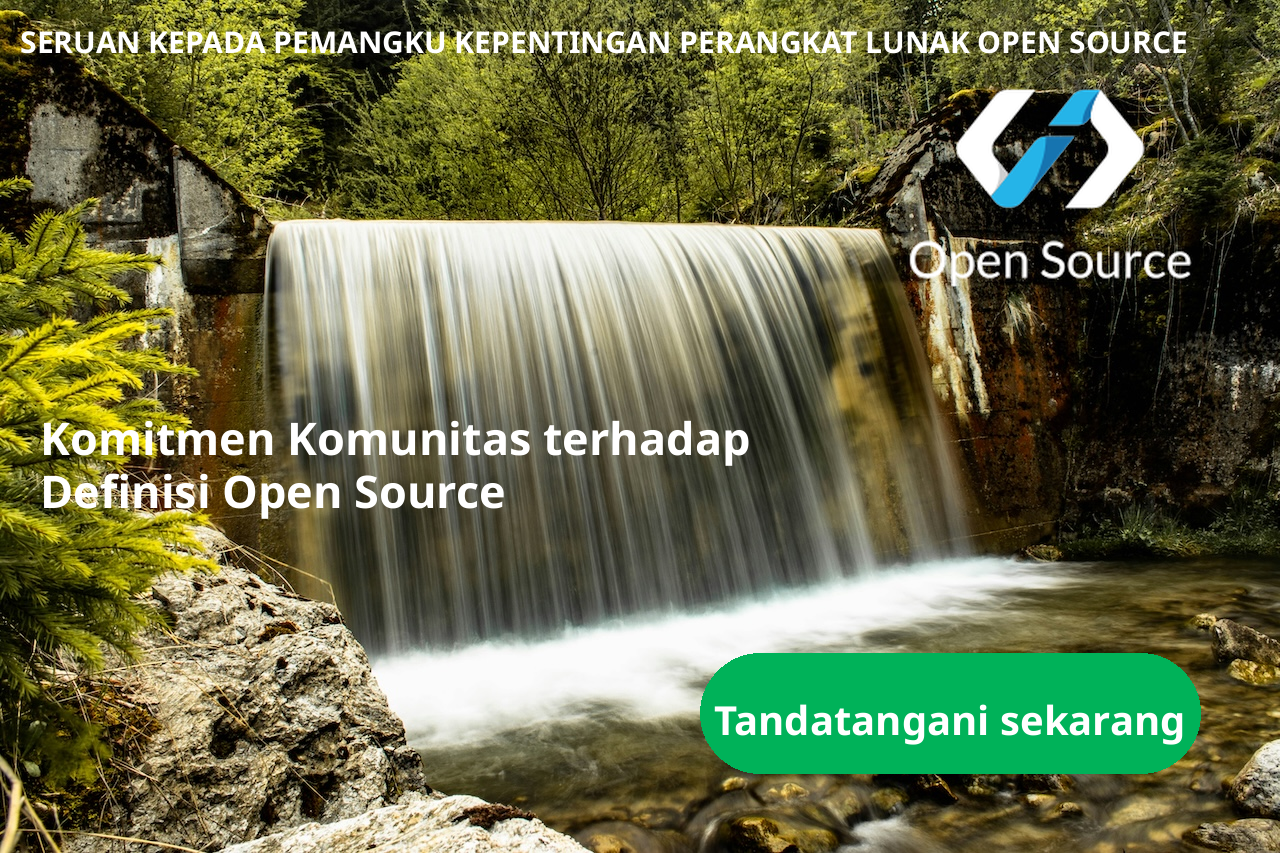 SERUAN KEPADA PEMANGKU KEPENTINGAN PERANGKAT LUNAK OPEN SOURCE
Open Source
Komitmen Komunitas terhadap
Definisi Open Source
Tandatangani sekarang